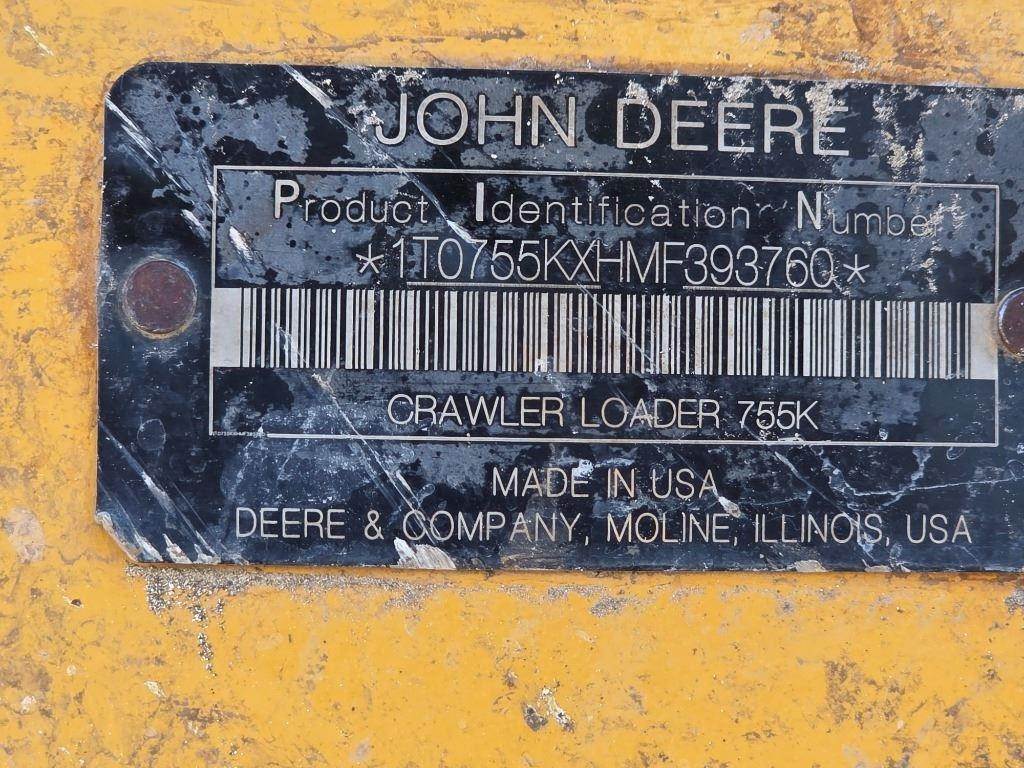 JOHN DEERE
Product Identification Number
*1T0755KXHMF393760*
CRAWLER LOADER 755K
MADE IN USA
DEERE & COMPANY, MOLINE, ILLINOIS, USA